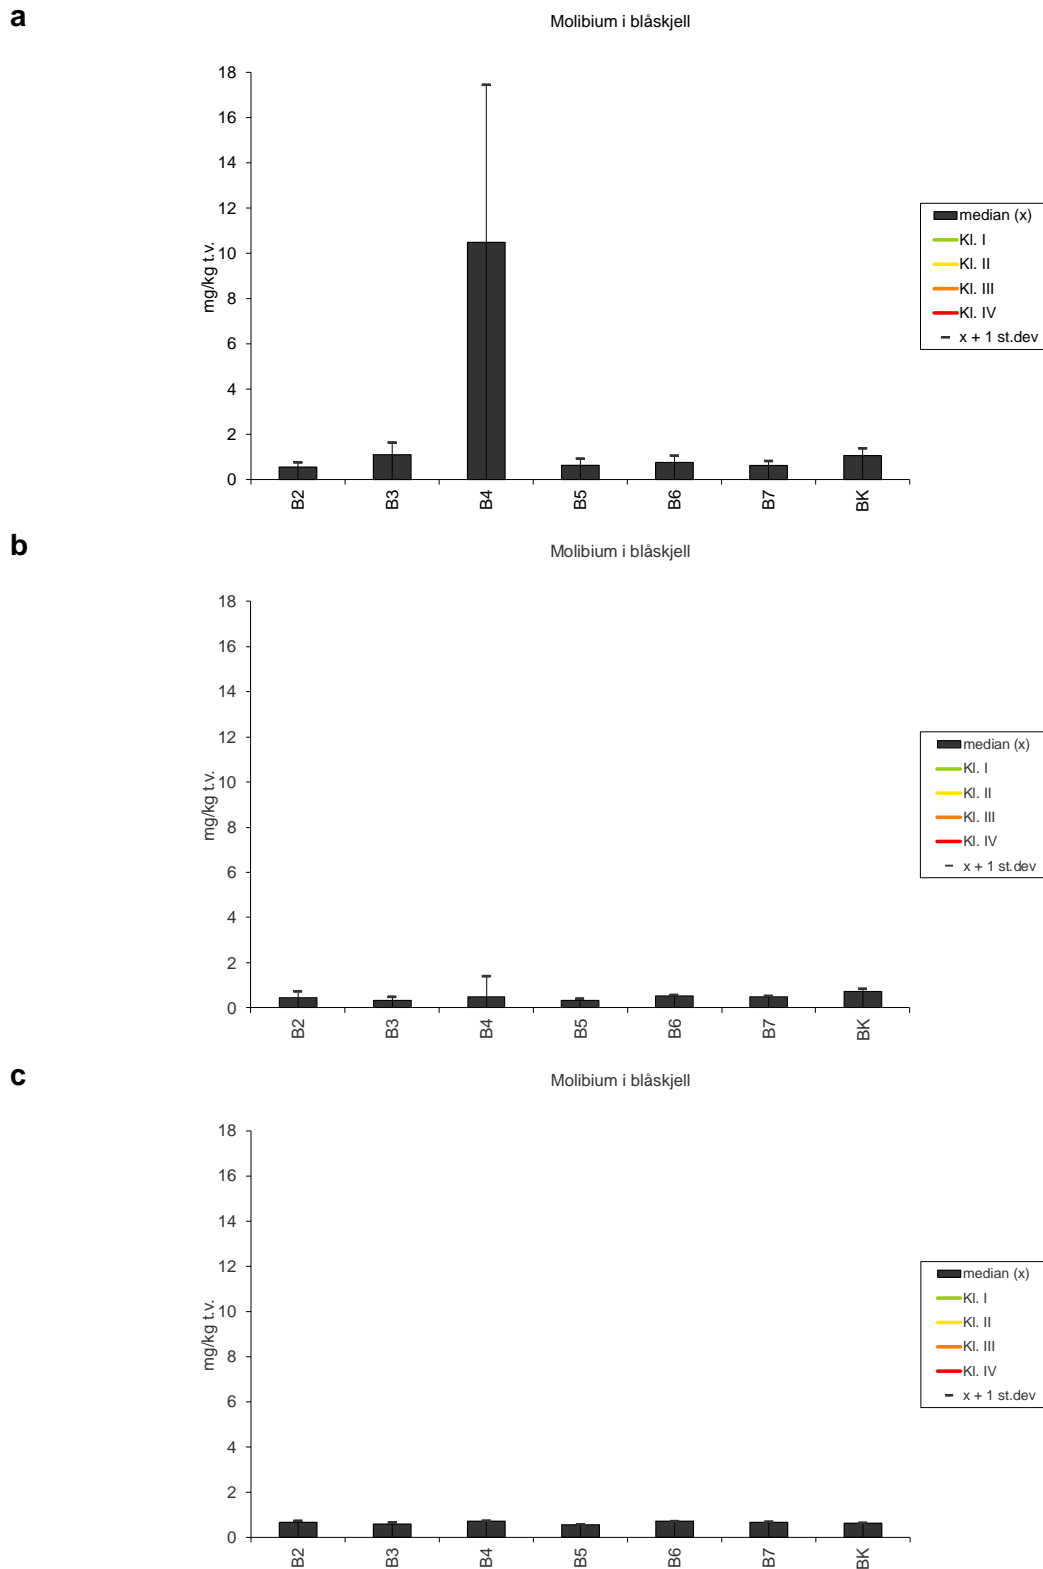 a
Molibium i blåskjell
18
16
14
12
10
8
6
4
2
0
mg/kg t.v.
B2
B3
B4
B5
B6
B7
BK
median (x)
Kl. I
Kl. II
Kl. III
Kl. IV
x + 1 st.dev
b
Molibium i blåskjell
18
16
14
12
10
8
6
4
2
0
mg/kg t.v.
B2
B3
B4
B5
B6
B7
BK
median (x)
Kl. I
Kl. II
Kl. III
Kl. IV
x + 1 st.dev
c
Molibium i blåskjell
18
16
14
12
10
8
6
4
2
0
mg/kg t.v.
B2
B3
B4
B5
B6
B7
BK
median (x)
Kl. I
Kl. II
Kl. III
Kl. IV
x + 1 st.dev